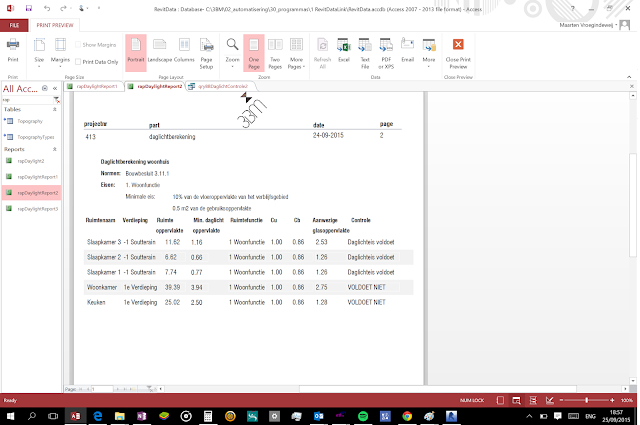 RevitData : Database- C:\3BM\02_automatisering\30_programmas\1 RevitDataLink\RevitData.accdb (Access 2007 - 2013 file format) - Access
FILE PRINT PREVIEW Maarten Vroegindeweij
Print Size Margins Show Margins Print Data Only Portrait Landscape Columns Page Setup Zoom One Page Two Pages More Pages Refresh All Excel Text File PDF or XPS Email More Close Print Preview
Print Page Size Page Layout Zoom Data Close Preview
All Acc... rapDaylightReport1 rapDaylightReport2
rap
Tables
Topography
TopographyTypes
Reports
rapDaylight2
rapDaylightReport1
rapDaylightReport2
rapDaylightReport3
3BM
projectnr part date page
413 daglichtberekening 24-09-2015 2
Daglichtberekening woonhuis
Normen: Bouwbesluit 3.11.1
Eisen: 1. Woonfunctie
Minimale eis: 10% van de vloeroppervlakte van het verblijfsgebied
0.5 m2 van de gebruiksoppervlakte
Ruimtenaam Verdieping Ruimte oppervlakte Min. daglicht oppervlakte Ruimtefunctie Cu Cb Aanwezige glasoppervlakte Controle
Slaapkamer 3 -1 Soutterain 11.62 1.16 1 Woonfunctie 1.00 0.86 2.53 Daglichteis voldoet
Slaapkamer 2 -1 Soutterain 6.62 0.66 1 Woonfunctie 1.00 0.86 1.26 Daglichteis voldoet
Slaapkamer 1 -1 Soutterain 7.74 0.77 1 Woonfunctie 1.00 0.86 1.26 Daglichteis voldoet
Woonkamer 1e Verdieping 39.39 3.94 1 Woonfunctie 1.00 0.86 2.75 VOLDOET NIET
Keuken 1e Verdieping 25.02 2.50 1 Woonfunctie 1.00 0.86 1.28 VOLDOET NIET
Page: 1
Ready NUM LOCK 100%
18:57
25/09/2015